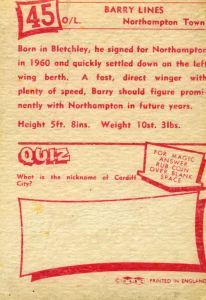 45
O/L.
BARRY LINES
Northampton Town
Born in Bletchley, he signed for Northampton
in 1960 and quickly settled down on the left
wing berth. A fast, direct winger with
plenty of speed, Barry should figure promi-
nently with Northampton in future years.
Height 5ft. 8ins. Weight 10st. 3lbs.
QUIZ
What is the nickname of Cardiff
City?
FOR MAGIC
ANSWER
RUB COIN
OVER BLANK
SPACE
PRINTED IN ENGLAND